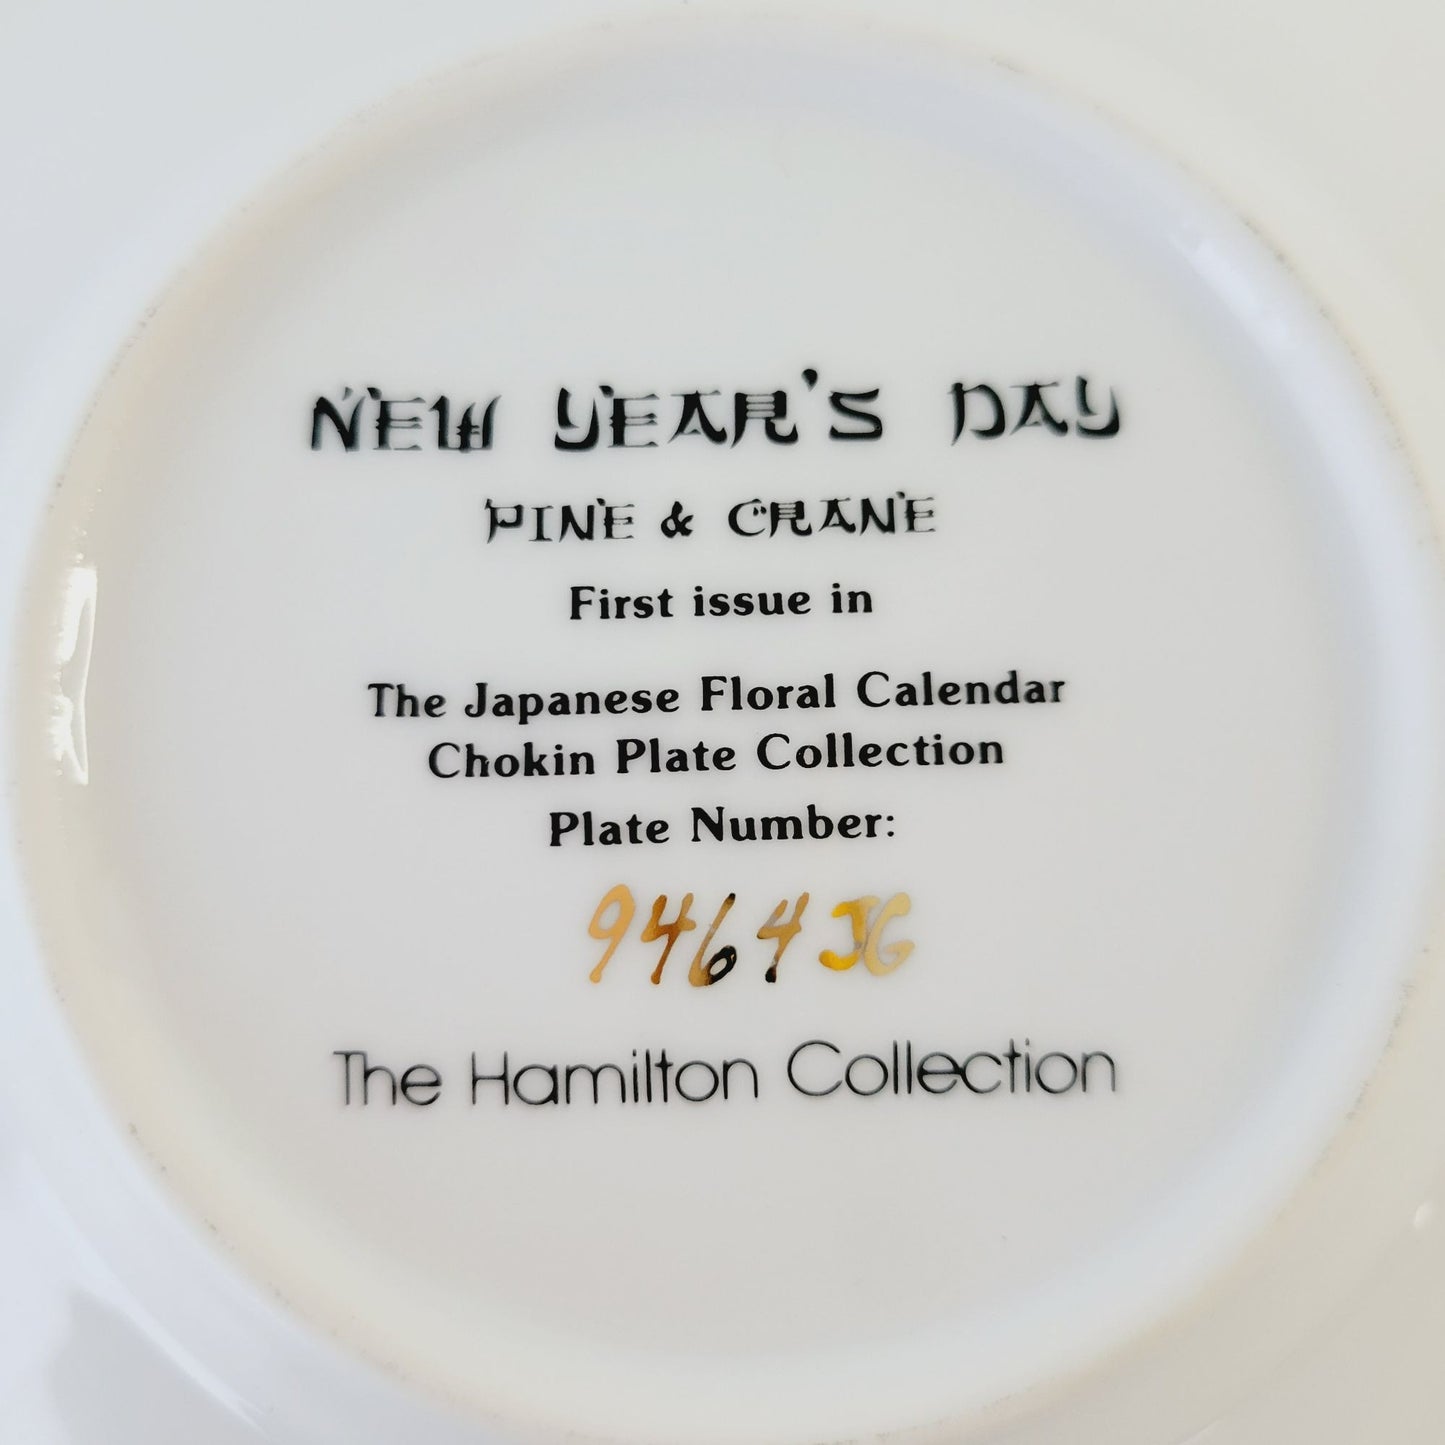 NEW YEAR'S DAY
PINE & CRANE
First issue in
The Japanese Floral Calendar
Chokin Plate Collection
Plate Number:
9464JG
The Hamilton Collection